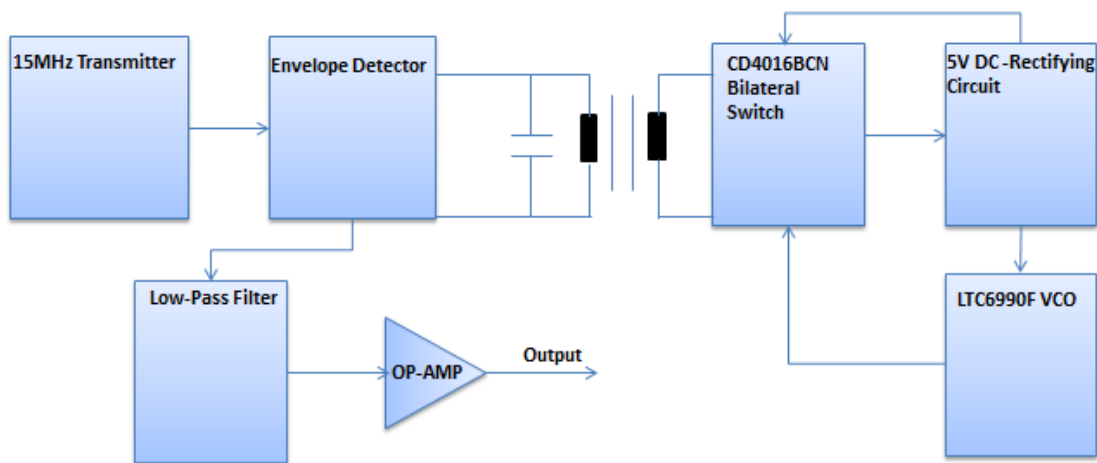 15MHz Transmitter
Envelope Detector
CD4016BCN
Bilateral
Switch
5V DC -Rectifying
Circuit
Low-Pass Filter
OP-AMP
Output
LTC6990F VCO